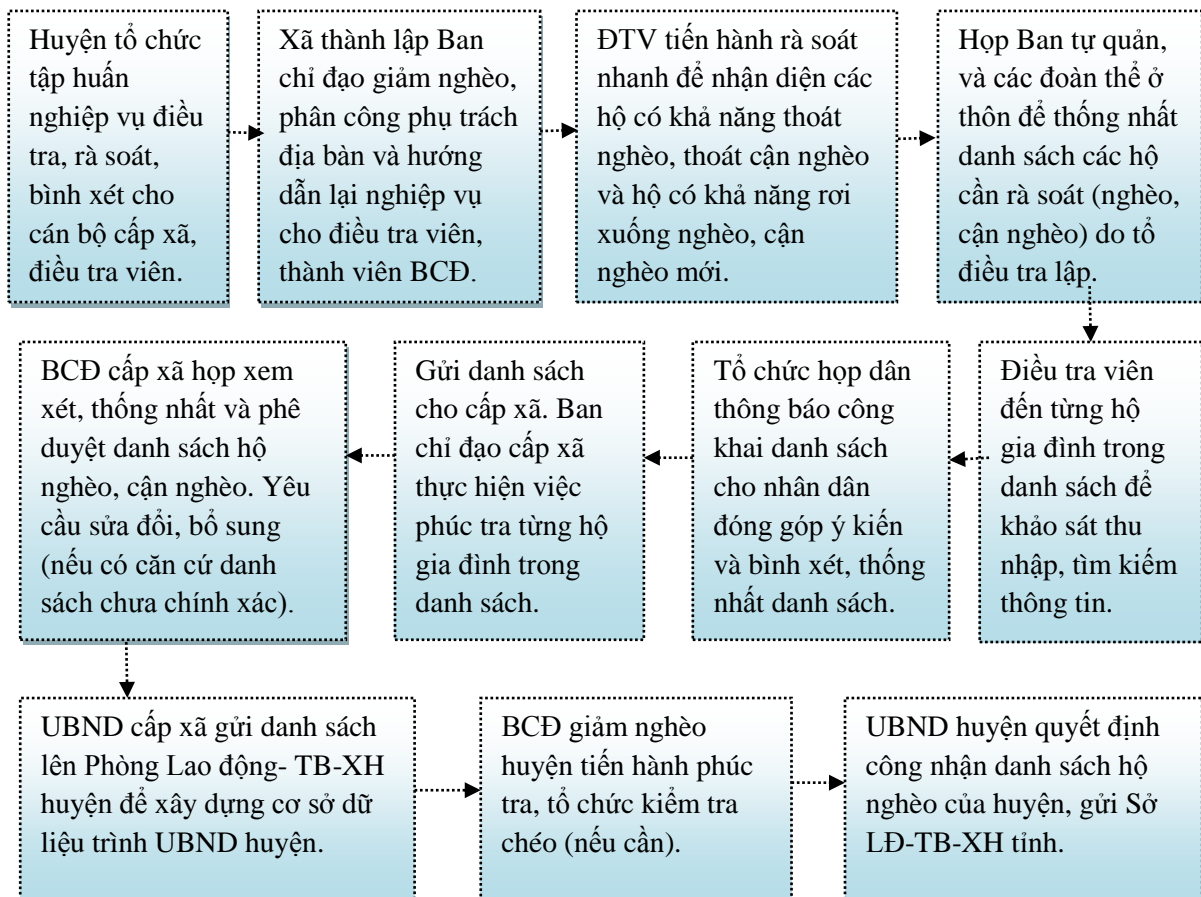 Huyện tổ chức
tập huấn
nghiệp vụ điều
tra, rà soát,
bình xét cho
cán bộ cấp xã,
điều tra viên.
Xã thành lập Ban
chỉ đạo giảm nghèo,
phân công phụ trách
địa bàn và hướng
dẫn lại nghiệp vụ
cho điều tra viên,
thành viên BCĐ.
ĐTV tiến hành rà soát
nhanh để nhận diện các
hộ có khả năng thoát
nghèo, thoát cận nghèo
và hộ có khả năng rơi
xuống nghèo, cận
nghèo mới.
Họp Ban tự quản,
và các đoàn thể ở
thôn để thống nhất
danh sách các hộ
cần rà soát (nghèo,
cận nghèo) do tổ
điều tra lập.
Điều tra viên
đến từng hộ
gia đình trong
danh sách để
khảo sát thu
nhập, tìm kiếm
thông tin.
Tổ chức họp dân
thông báo công
khai danh sách
cho nhân dân
đóng góp ý kiến
và bình xét, thống
nhất danh sách.
Gửi danh sách
cho cấp xã. Ban
chỉ đạo cấp xã
thực hiện việc
phúc tra từng hộ
gia đình trong
danh sách.
BCĐ cấp xã họp xem
xét, thống nhất và phê
duyệt danh sách hộ
nghèo, cận nghèo. Yêu
cầu sửa đổi, bổ sung
(nếu có căn cứ danh
sách chưa chính xác).
UBND cấp xã gửi danh sách
lên Phòng Lao động- TB-XH
huyện để xây dựng cơ sở dữ
liệu trình UBND huyện.
BCĐ giảm nghèo
huyện tiến hành phúc
tra, tổ chức kiểm tra
chéo (nếu cần).
UBND huyện quyết định
công nhận danh sách hộ
nghèo của huyện, gửi Sở
LĐ-TB-XH tỉnh.